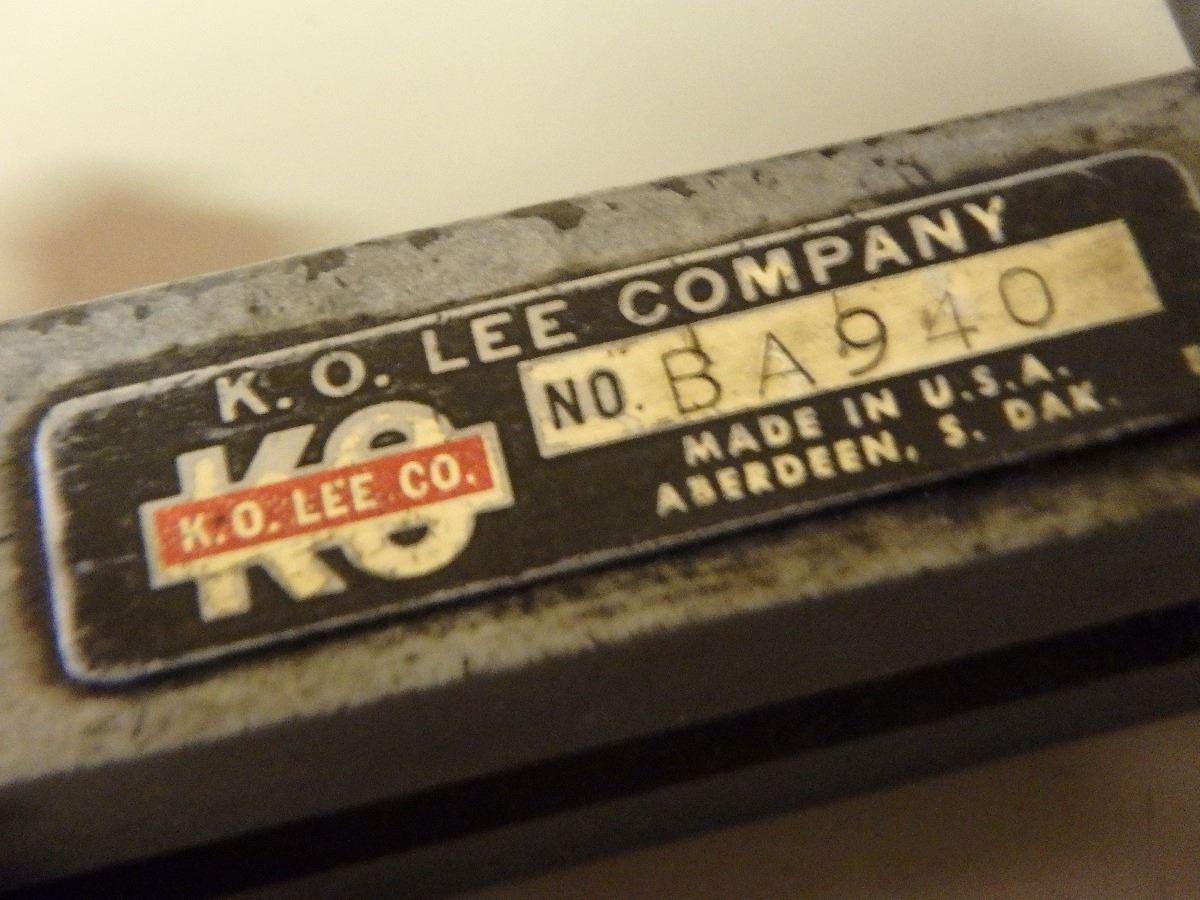 K. O. LEE COMPANY
NO. BA940
K.O. LEE CO.
MADE IN U.S.A.
ABERDEEN, S. DAK.